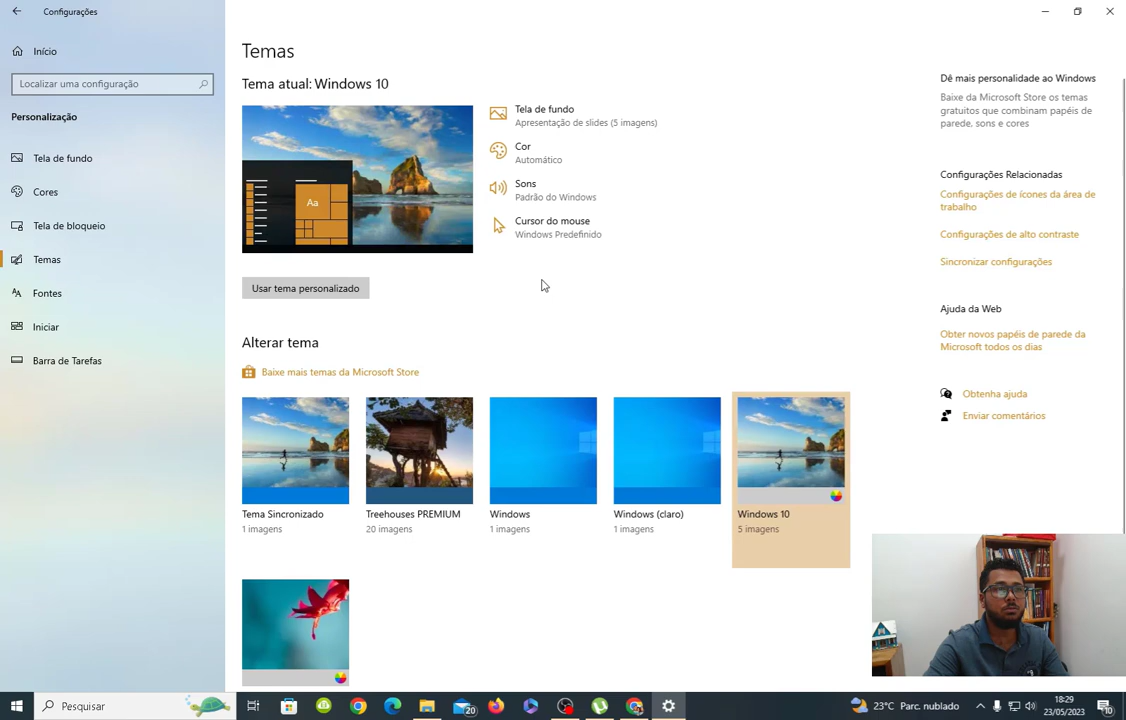 Configurações
Início
Localizar uma configuração
Personalização
Tela de fundo
Cores
Tela de bloqueio
Temas
Fontes
Iniciar
Barra de Tarefas
Temas
Tema atual: Windows 10
Aa
Tela de fundo
Apresentação de slides (5 imagens)
Cor
Automático
Sons
Padrão do Windows
Cursor do mouse
Windows Predefinido
Usar tema personalizado
Alterar tema
Baixe mais temas da Microsoft Store
Tema Sincronizado
1 imagens
Treehouses PREMIUM
20 imagens
Windows
1 imagens
Windows (claro)
1 imagens
Windows 10
5 imagens
Dê mais personalidade ao Windows
Baixe da Microsoft Store os temas
gratuitos que combinam papéis de
parede, sons e cores
Configurações Relacionadas
Configurações de ícones da área de
trabalho
Configurações de alto contraste
Sincronizar configurações
Ajuda da Web
Obter novos papéis de parede da
Microsoft todos os dias
Obtenha ajuda
Enviar comentários
Pesquisar
20
23°C Parc. nublado
18:29
23/05/2023
10